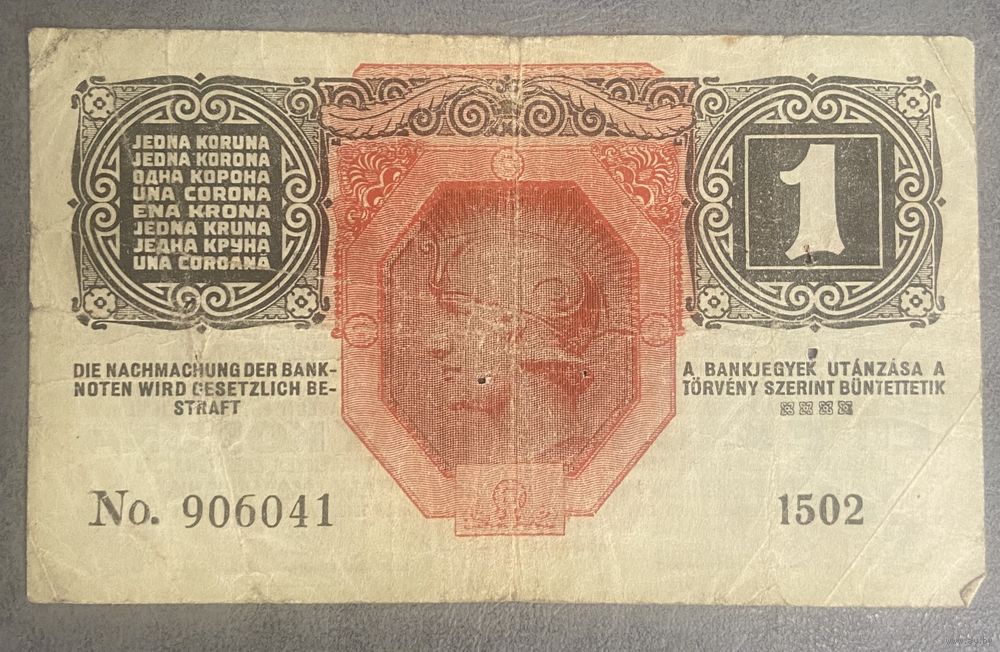 JEDNA KORUNA
JEDNA KORONA
ОДНА КОРОНА
UNA CORONA
ENA KRONA
JEDNA KRUNA
ЈЕДНА КРУНА
UNA COROANĂ
1
DIE NACHMACHUNG DER BANK-
NOTEN WIRD GESETZLICH BE-
STRAFT
A BANKJEGYEK UTÁNZÁSA A
TÖRVÉNY SZERINT BÜNTETTETIK
No. 906041
1502